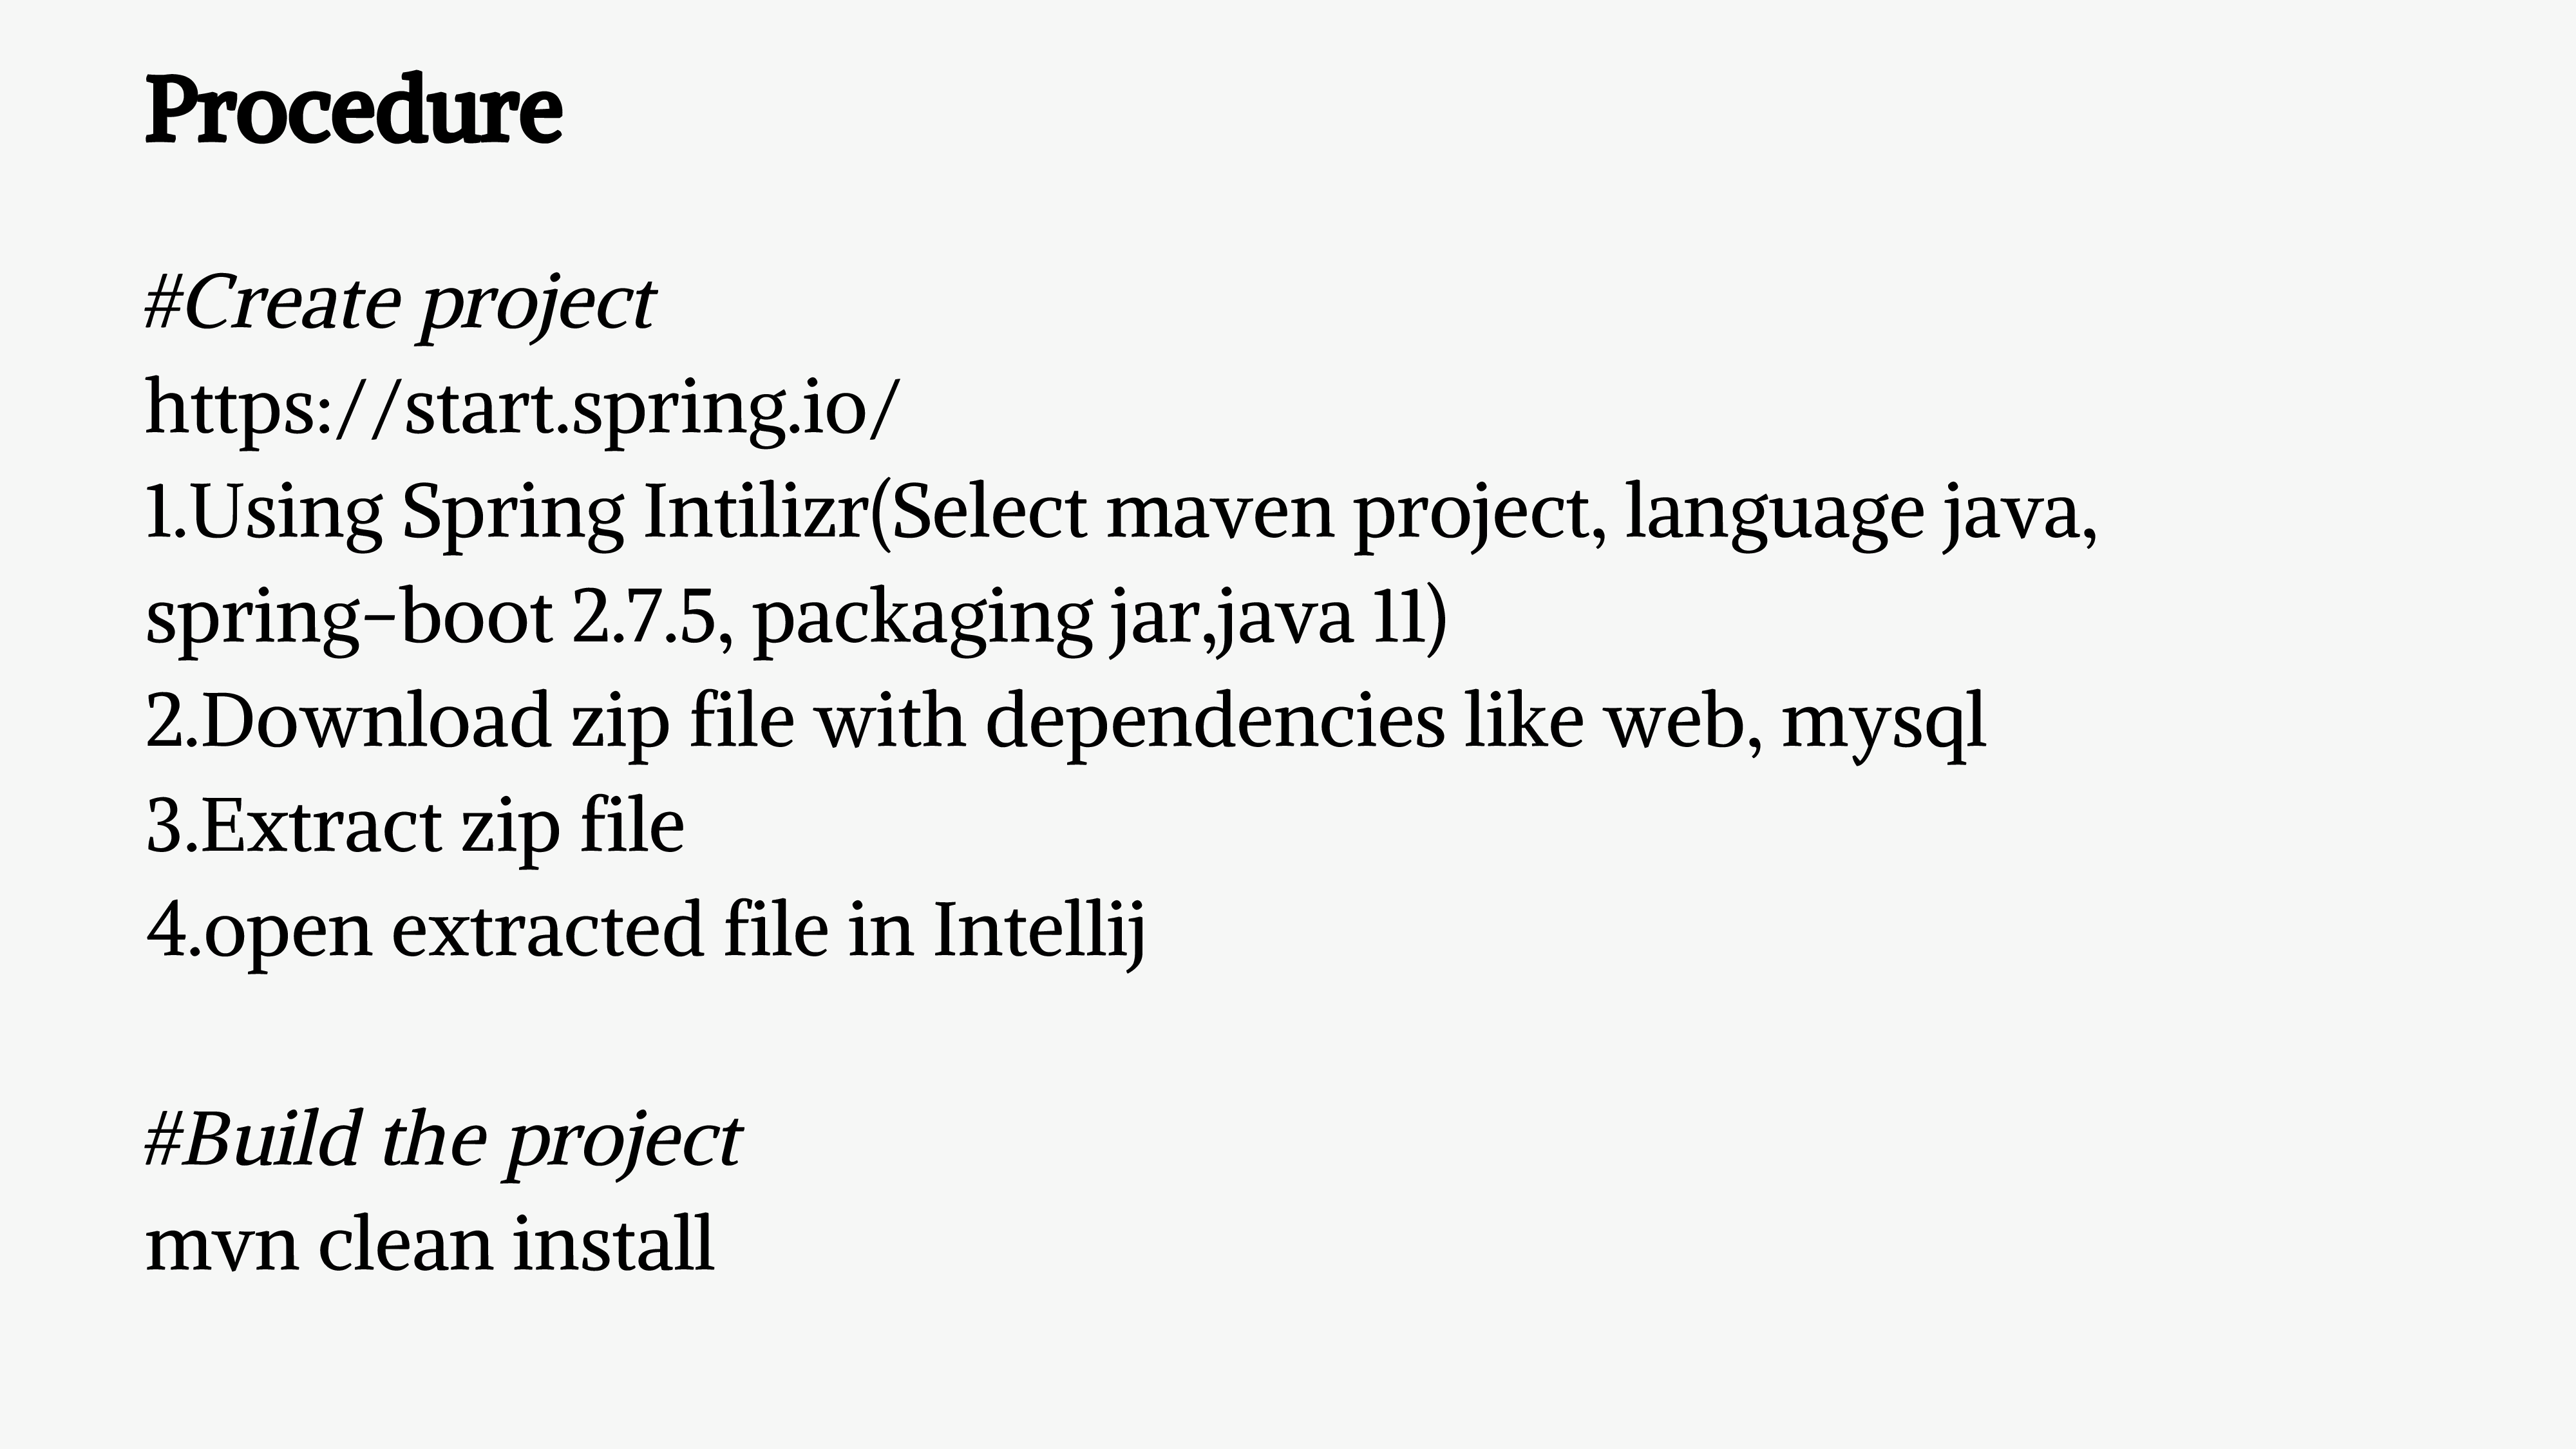 Procedure
#Create project
https://start.spring.io/
1.Using Spring Intilizr(Select maven project, language java,
spring-boot 2.7.5, packaging jar,java 11)
2.Download zip file with dependencies like web, mysql
3.Extract zip file
4.open extracted file in Intellij
#Build the project
mvn clean install